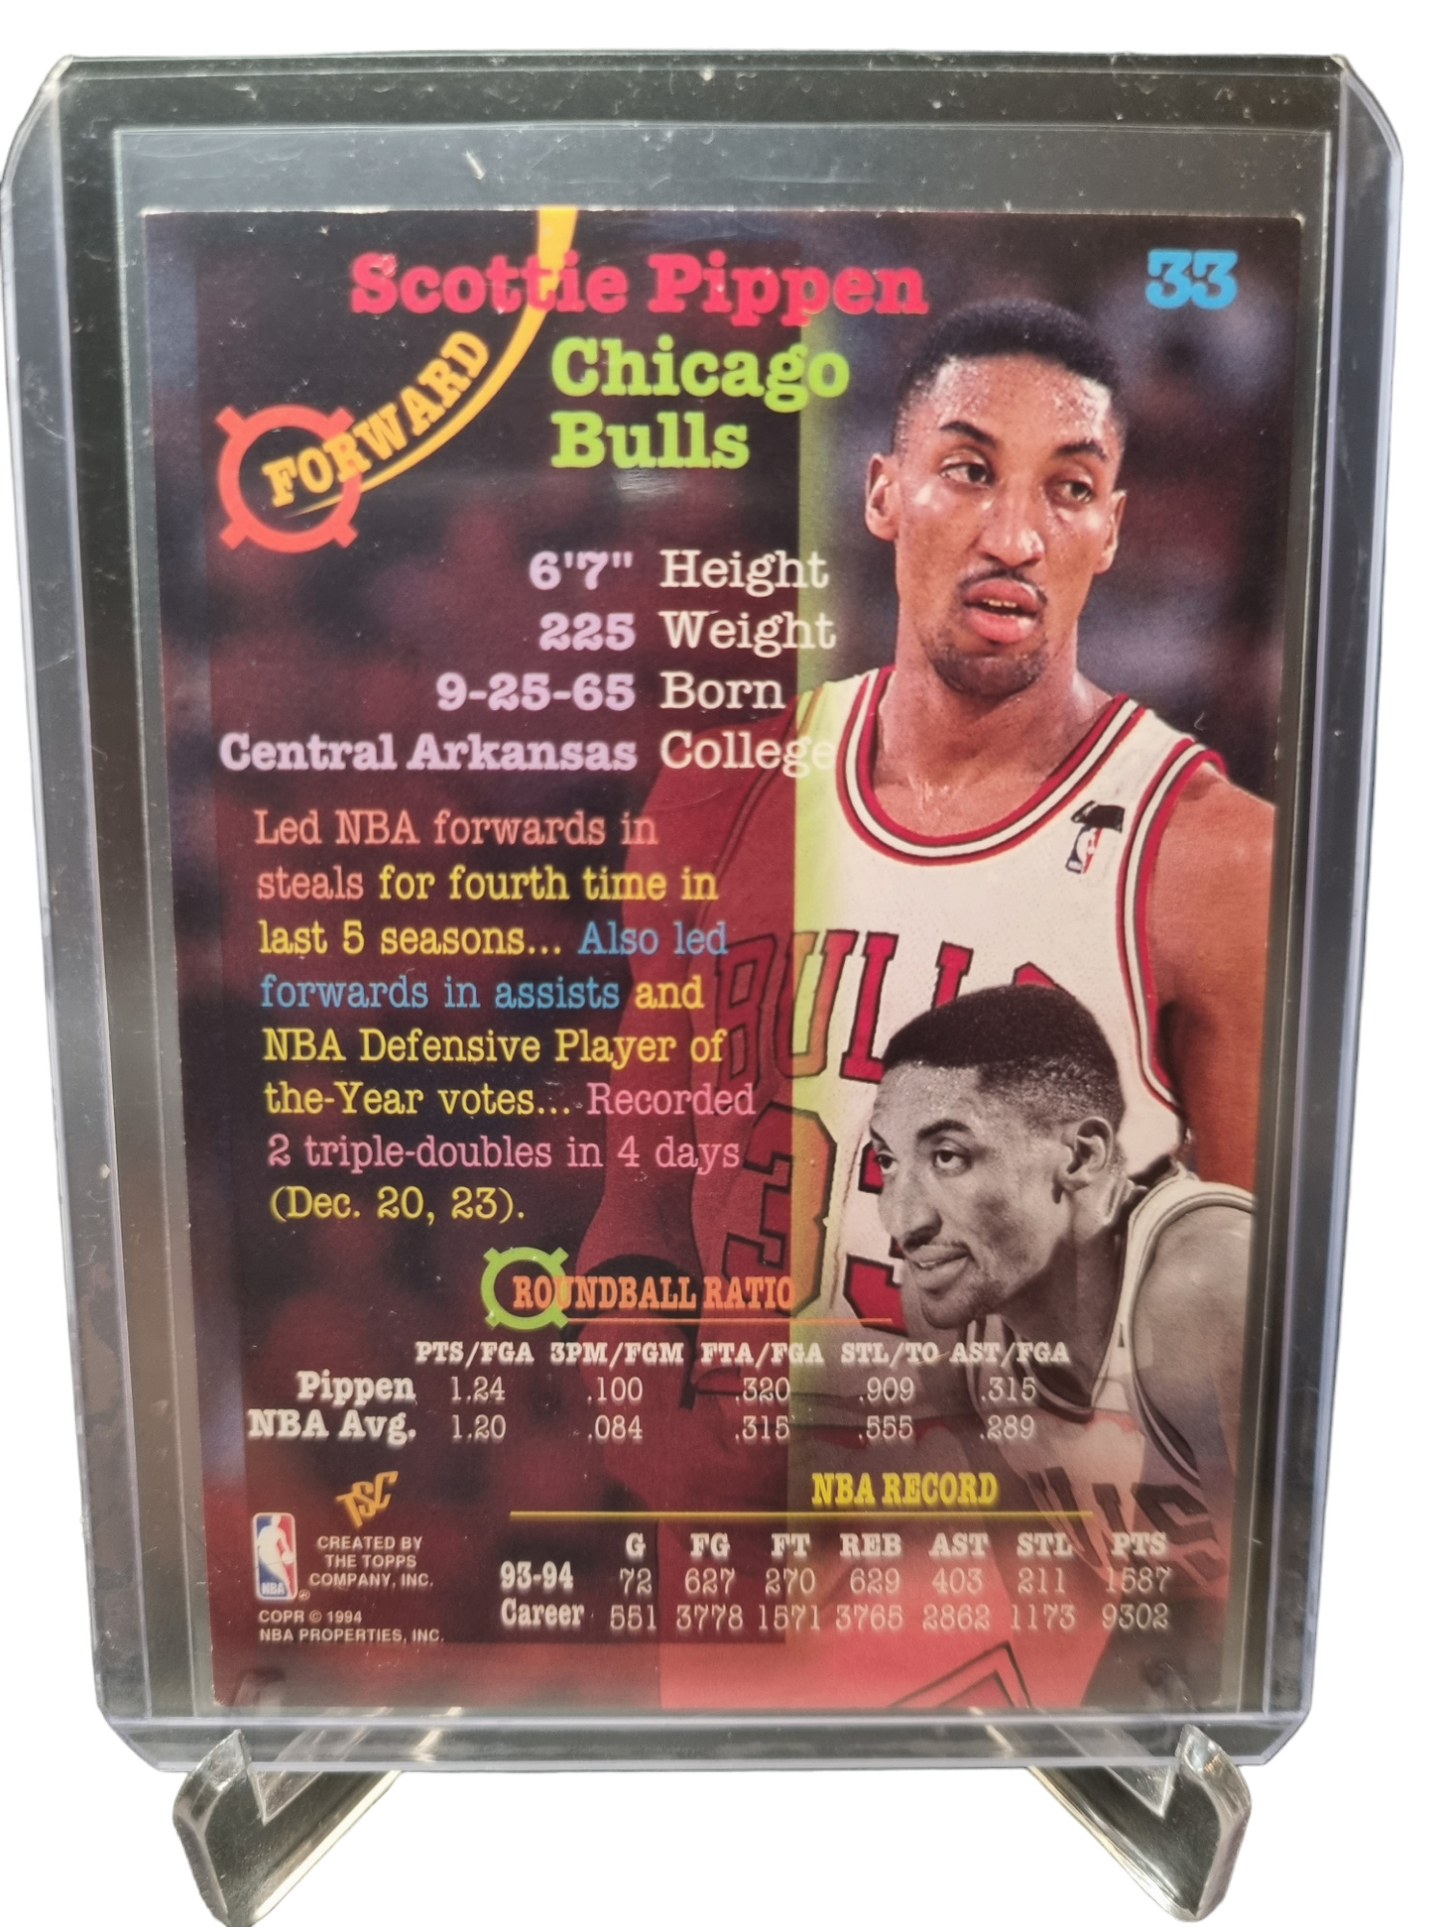 Scottie Pippen
33
Chicago
Bulls
FORWARD
6'7" Height
225 Weight
9-25-65 Born
Central Arkansas College
Led NBA forwards in
steals for fourth time in
last 5 seasons... Also led
forwards in assists and
NBA Defensive Player of
the-Year votes... Recorded
2 triple-doubles in 4 days
(Dec. 20, 23).
BULLS
33
ROUNDBALL RATIO
PTS/FGA 3PM/FGM FTA/FGA STL/TO AST/FGA
Pippen 1.24 .100 .320 .909 .315
NBA Avg. 1.20 .084 .315 .555 .289
NBA RECORD
G FG FT REB AST STL PTS
93-94 72 627 270 629 403 211 1587
Career 551 3778 1571 3765 2862 1173 9302
TSC
NBA
CREATED BY
THE TOPPS
COMPANY, INC.
COPR © 1994
NBA PROPERTIES, INC.